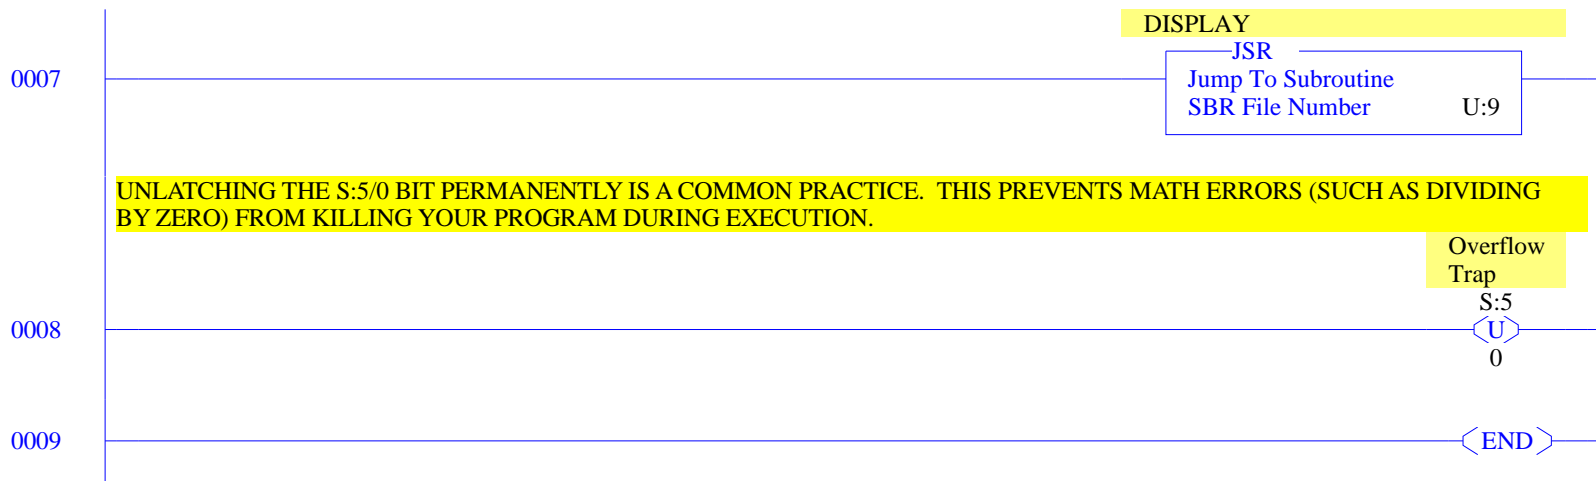 DISPLAY
JSR
0007
Jump To Subroutine
SBR File Number U:9
UNLATCHING THE S:5/0 BIT PERMANENTLY IS A COMMON PRACTICE. THIS PREVENTS MATH ERRORS (SUCH AS DIVIDING
BY ZERO) FROM KILLING YOUR PROGRAM DURING EXECUTION.
Overflow
Trap
S:5
0008
U
0
0009
END